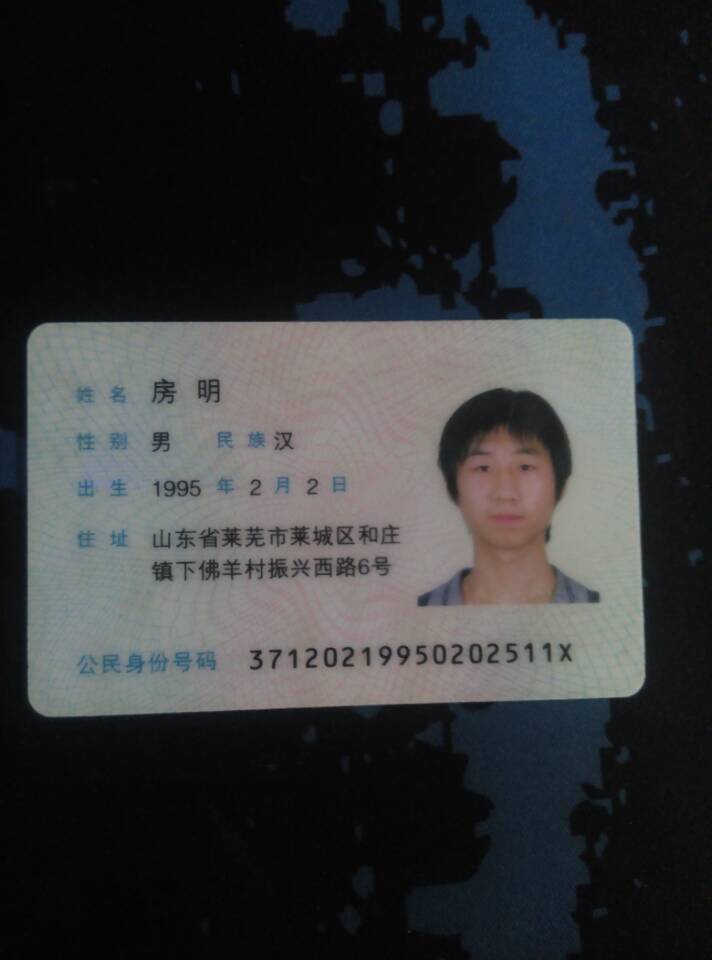 姓名 房明
性别 男 民族 汉
出生 1995 年 2 月 2 日
住址 山东省莱芜市莱城区和庄
镇下佛羊村振兴西路6号
公民身份号码 37120219950202511X